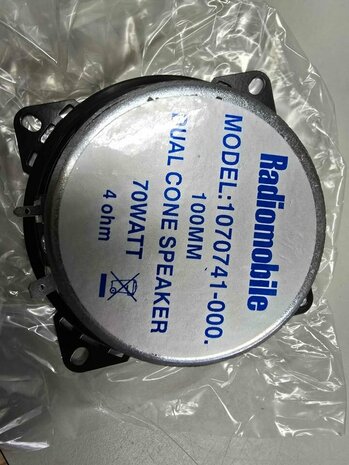 Radiomobile
MODEL:1070741-000.
100MM
DUAL CONE SPEAKER
70WATT
4 ohm